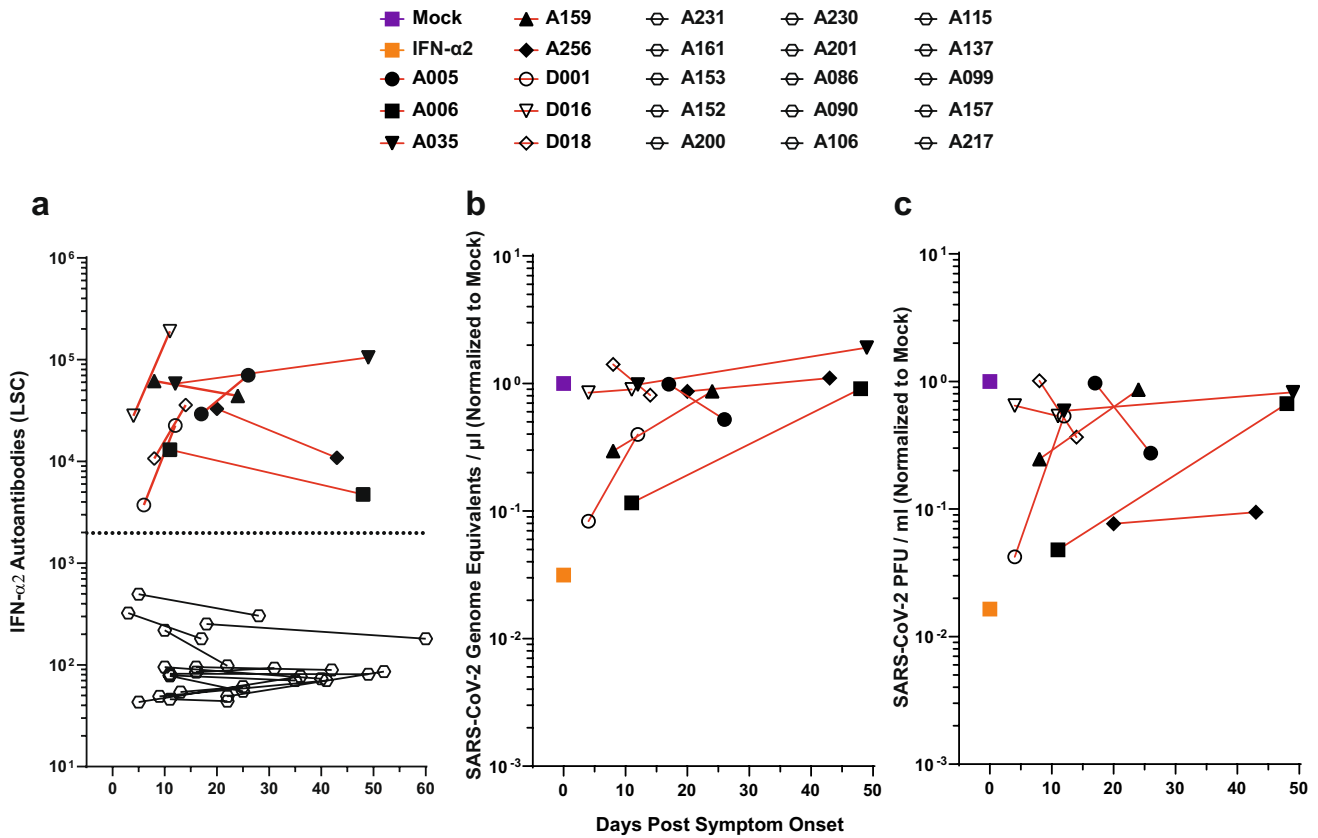 Mock A159 A231 A230 A115
IFN-α2 A256 A161 A201 A137
A005 D001 A153 A086 A099
A006 D016 A152 A090 A157
A035 D018 A200 A106 A217
a
IFN-α2 Autoantibodies (LSC)
10⁶
10⁵
10⁴
10³
10²
10¹
0 10 20 30 40 50 60
b
SARS-CoV-2 Genome Equivalents / µl (Normalized to Mock)
10¹
10⁰
10⁻¹
10⁻²
10⁻³
0 10 20 30 40 50
c
SARS-CoV-2 PFU / ml (Normalized to Mock)
10¹
10⁰
10⁻¹
10⁻²
10⁻³
0 10 20 30 40 50
Days Post Symptom Onset